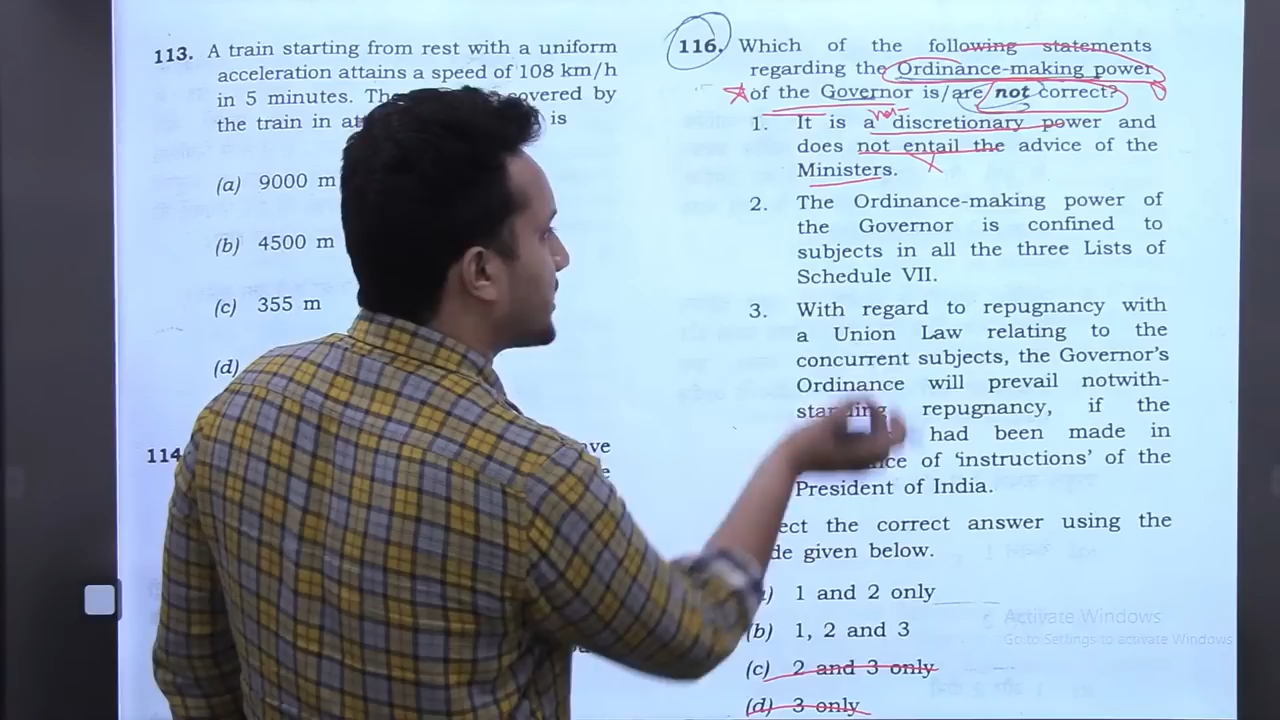 113. A train starting from rest with a uniform
acceleration attains a speed of 108 km/h
in 5 minutes. covered by
the train in is
(a) 9000 m
(b) 4500 m
(c) 355 m
(d)
114
116. Which of the following statements
regarding the Ordinance-making power
of the Governor is/are not correct?
1. It is a discretionary power and
does not entail the advice of the
Ministers.
2. The Ordinance-making power of
the Governor is confined to
subjects in all the three Lists of
Schedule VII.
3. With regard to repugnancy with
a Union Law relating to the
concurrent subjects, the Governor's
Ordinance will prevail notwith-
standing repugnancy, if the
had been made in
of 'instructions' of the
President of India.
the correct answer using the
given below.
1 and 2 only
(b) 1, 2 and 3
(c) 2 and 3 only
(d) 3 only
Activate Windows
Go to Settings to activate Windows